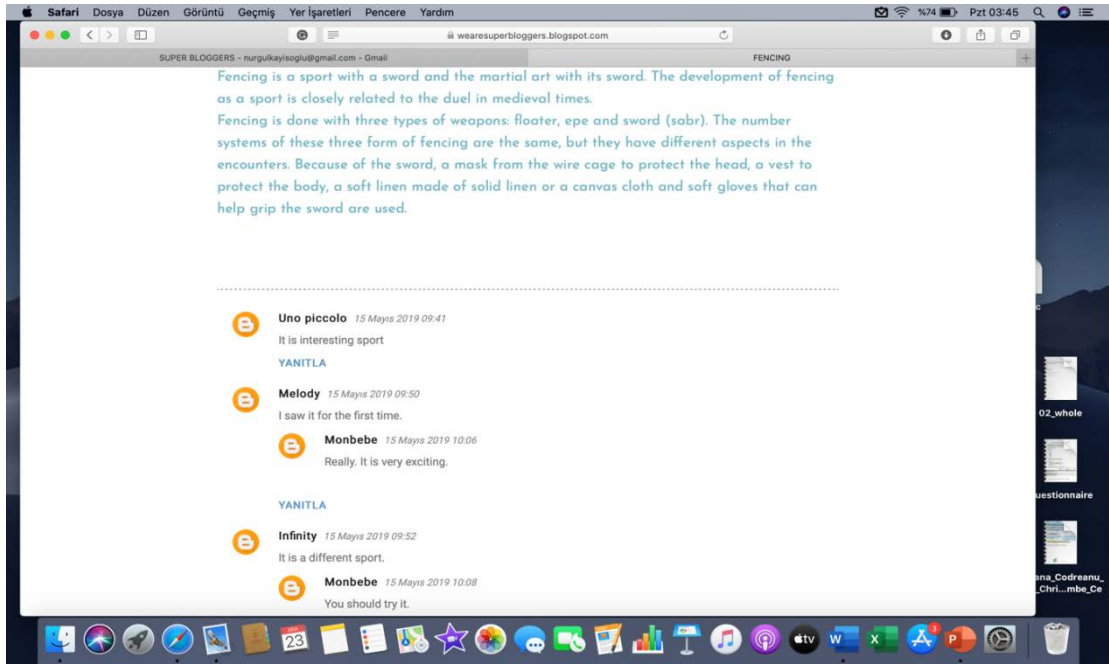 Safari Dosya Düzen Görüntü Geçmiş Yer İşaretleri Pencere Yardım %74 Pzt 03:45
wearesuperbloggers.blogspot.com
SUPER BLOGGERS - nurgulkayisoglu@gmail.com - Gmail FENCING
Fencing is a sport with a sword and the martial art with its sword. The development of fencing
as a sport is closely related to the duel in medieval times.
Fencing is done with three types of weapons: floater, epe and sword (sabr). The number
systems of these three form of fencing are the same, but they have different aspects in the
encounters. Because of the sword, a mask from the wire cage to protect the head, a vest to
protect the body, a soft linen made of solid linen or a canvas cloth and soft gloves that can
help grip the sword are used.
Uno piccolo 15 Mayıs 2019 09:41
It is interesting sport
YANITLA
Melody 15 Mayıs 2019 09:50
I saw it for the first time.
Monbebe 15 Mayıs 2019 10:06
Really. It is very exciting.
YANITLA
Infinity 15 Mayıs 2019 09:52
It is a different sport.
Monbebe 15 Mayıs 2019 10:08
You should try it.
c
02_whole
uestionnaire
ana_Codreanu_
_Chri...mbe_Ce
ARA
23
tv
W
X
3
P